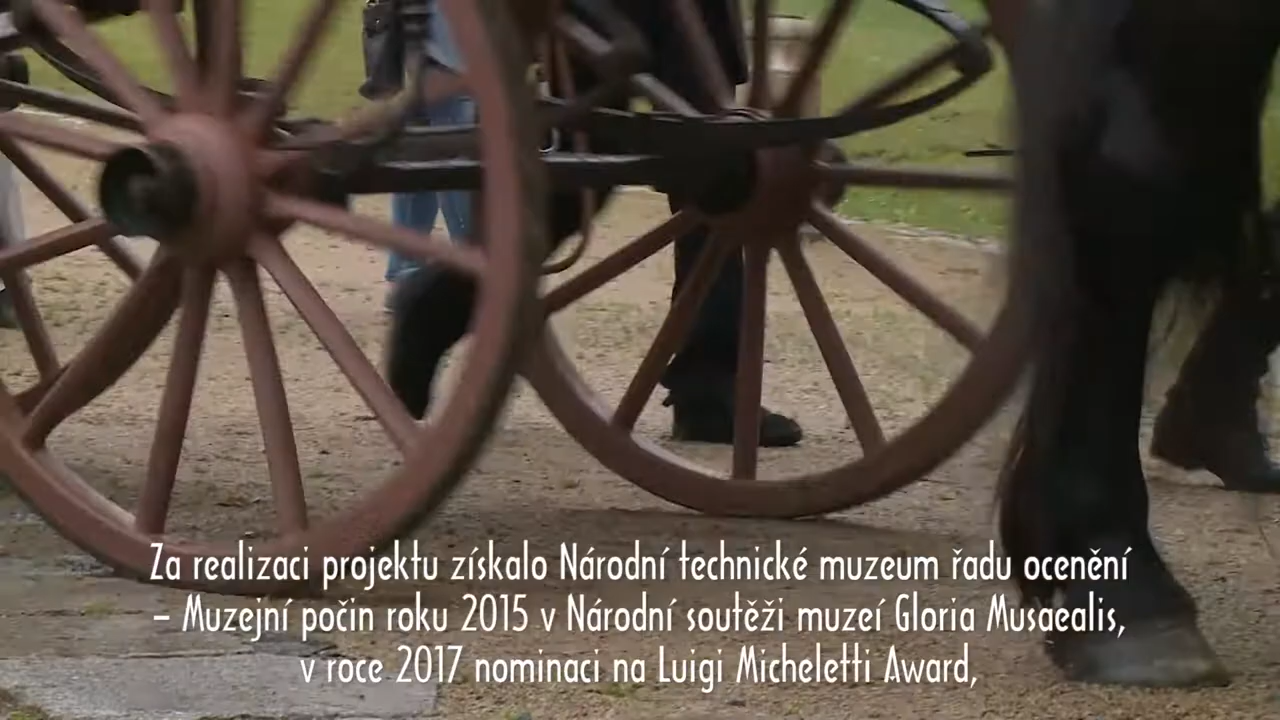 Za realizaci projektu získalo Národní technické muzeum řadu ocenění
– Muzejní počin roku 2015 v Národní soutěži muzeí Gloria Musaealis,
v roce 2017 nominaci na Luigi Micheletti Award,